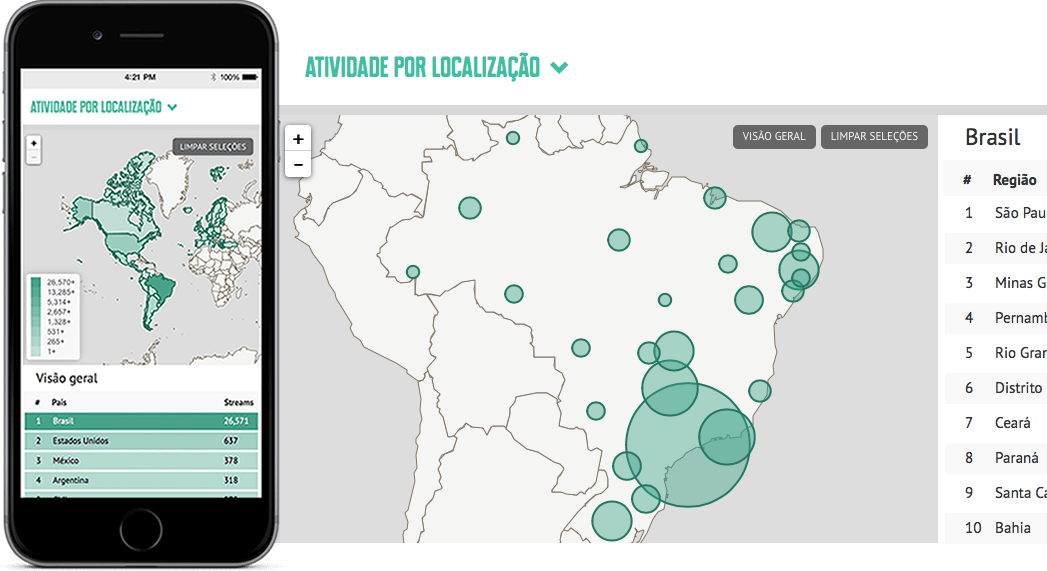 4:21 PM 100%
ATIVIDADE POR LOCALIZAÇÃO
+
−
LIMPAR SELEÇÕES
26,570+
13,285+
5,314+
2,657+
1,328+
531+
265+
1+
Visão geral
# País Streams
1 Brasil 26,571
2 Estados Unidos 637
3 México 378
4 Argentina 318
ATIVIDADE POR LOCALIZAÇÃO
+
−
VISÃO GERAL LIMPAR SELEÇÕES
Brasil
# Região
1 São Pau
2 Rio de Ja
3 Minas G
4 Pernamb
5 Rio Gran
6 Distrito
7 Ceará
8 Paraná
9 Santa Ca
10 Bahia